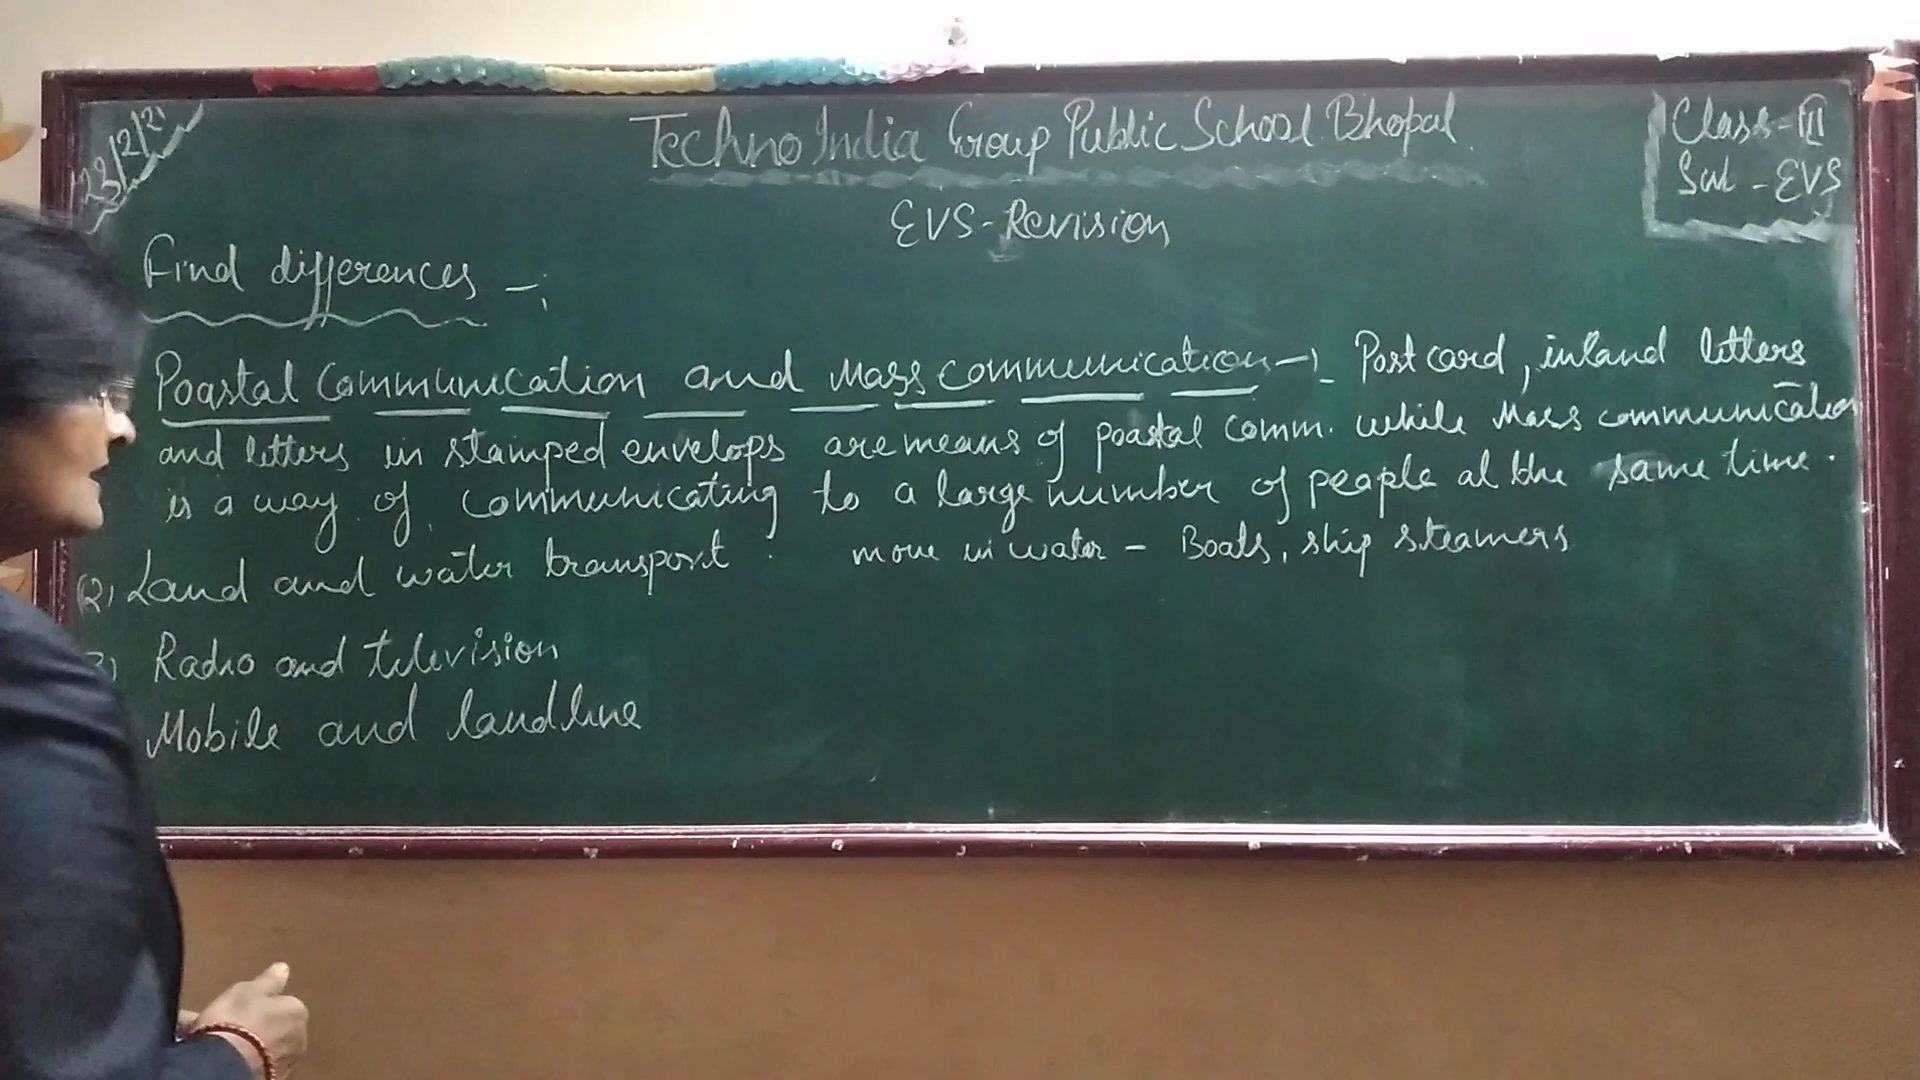 23/2/21
Techno India Group Public School Bhopal.
Class-III
Sub - EVS
EVS-Revision
Find differences -:
Poastal Communication and Mass communication -: Post card, inland letters
and letters in stamped envelops are means of poastal comm. while Mass communication
is a way of communicating to a large number of people at the same time.
(2) Land and water transport. move in water - Boats, ship steamers
3) Radio and television
Mobile and landline